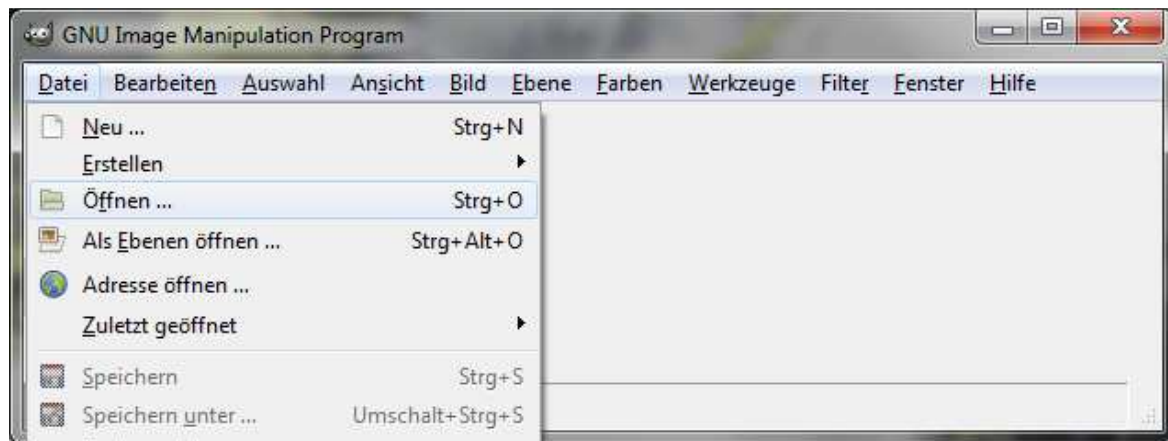 GNU Image Manipulation Program
Datei Bearbeiten Auswahl Ansicht Bild Ebene Farben Werkzeuge Filter Fenster Hilfe
Neu ... Strg+N
Erstellen
Öffnen ... Strg+O
Als Ebenen öffnen ... Strg+Alt+O
Adresse öffnen ...
Zuletzt geöffnet
Speichern Strg+S
Speichern unter ... Umschalt+Strg+S